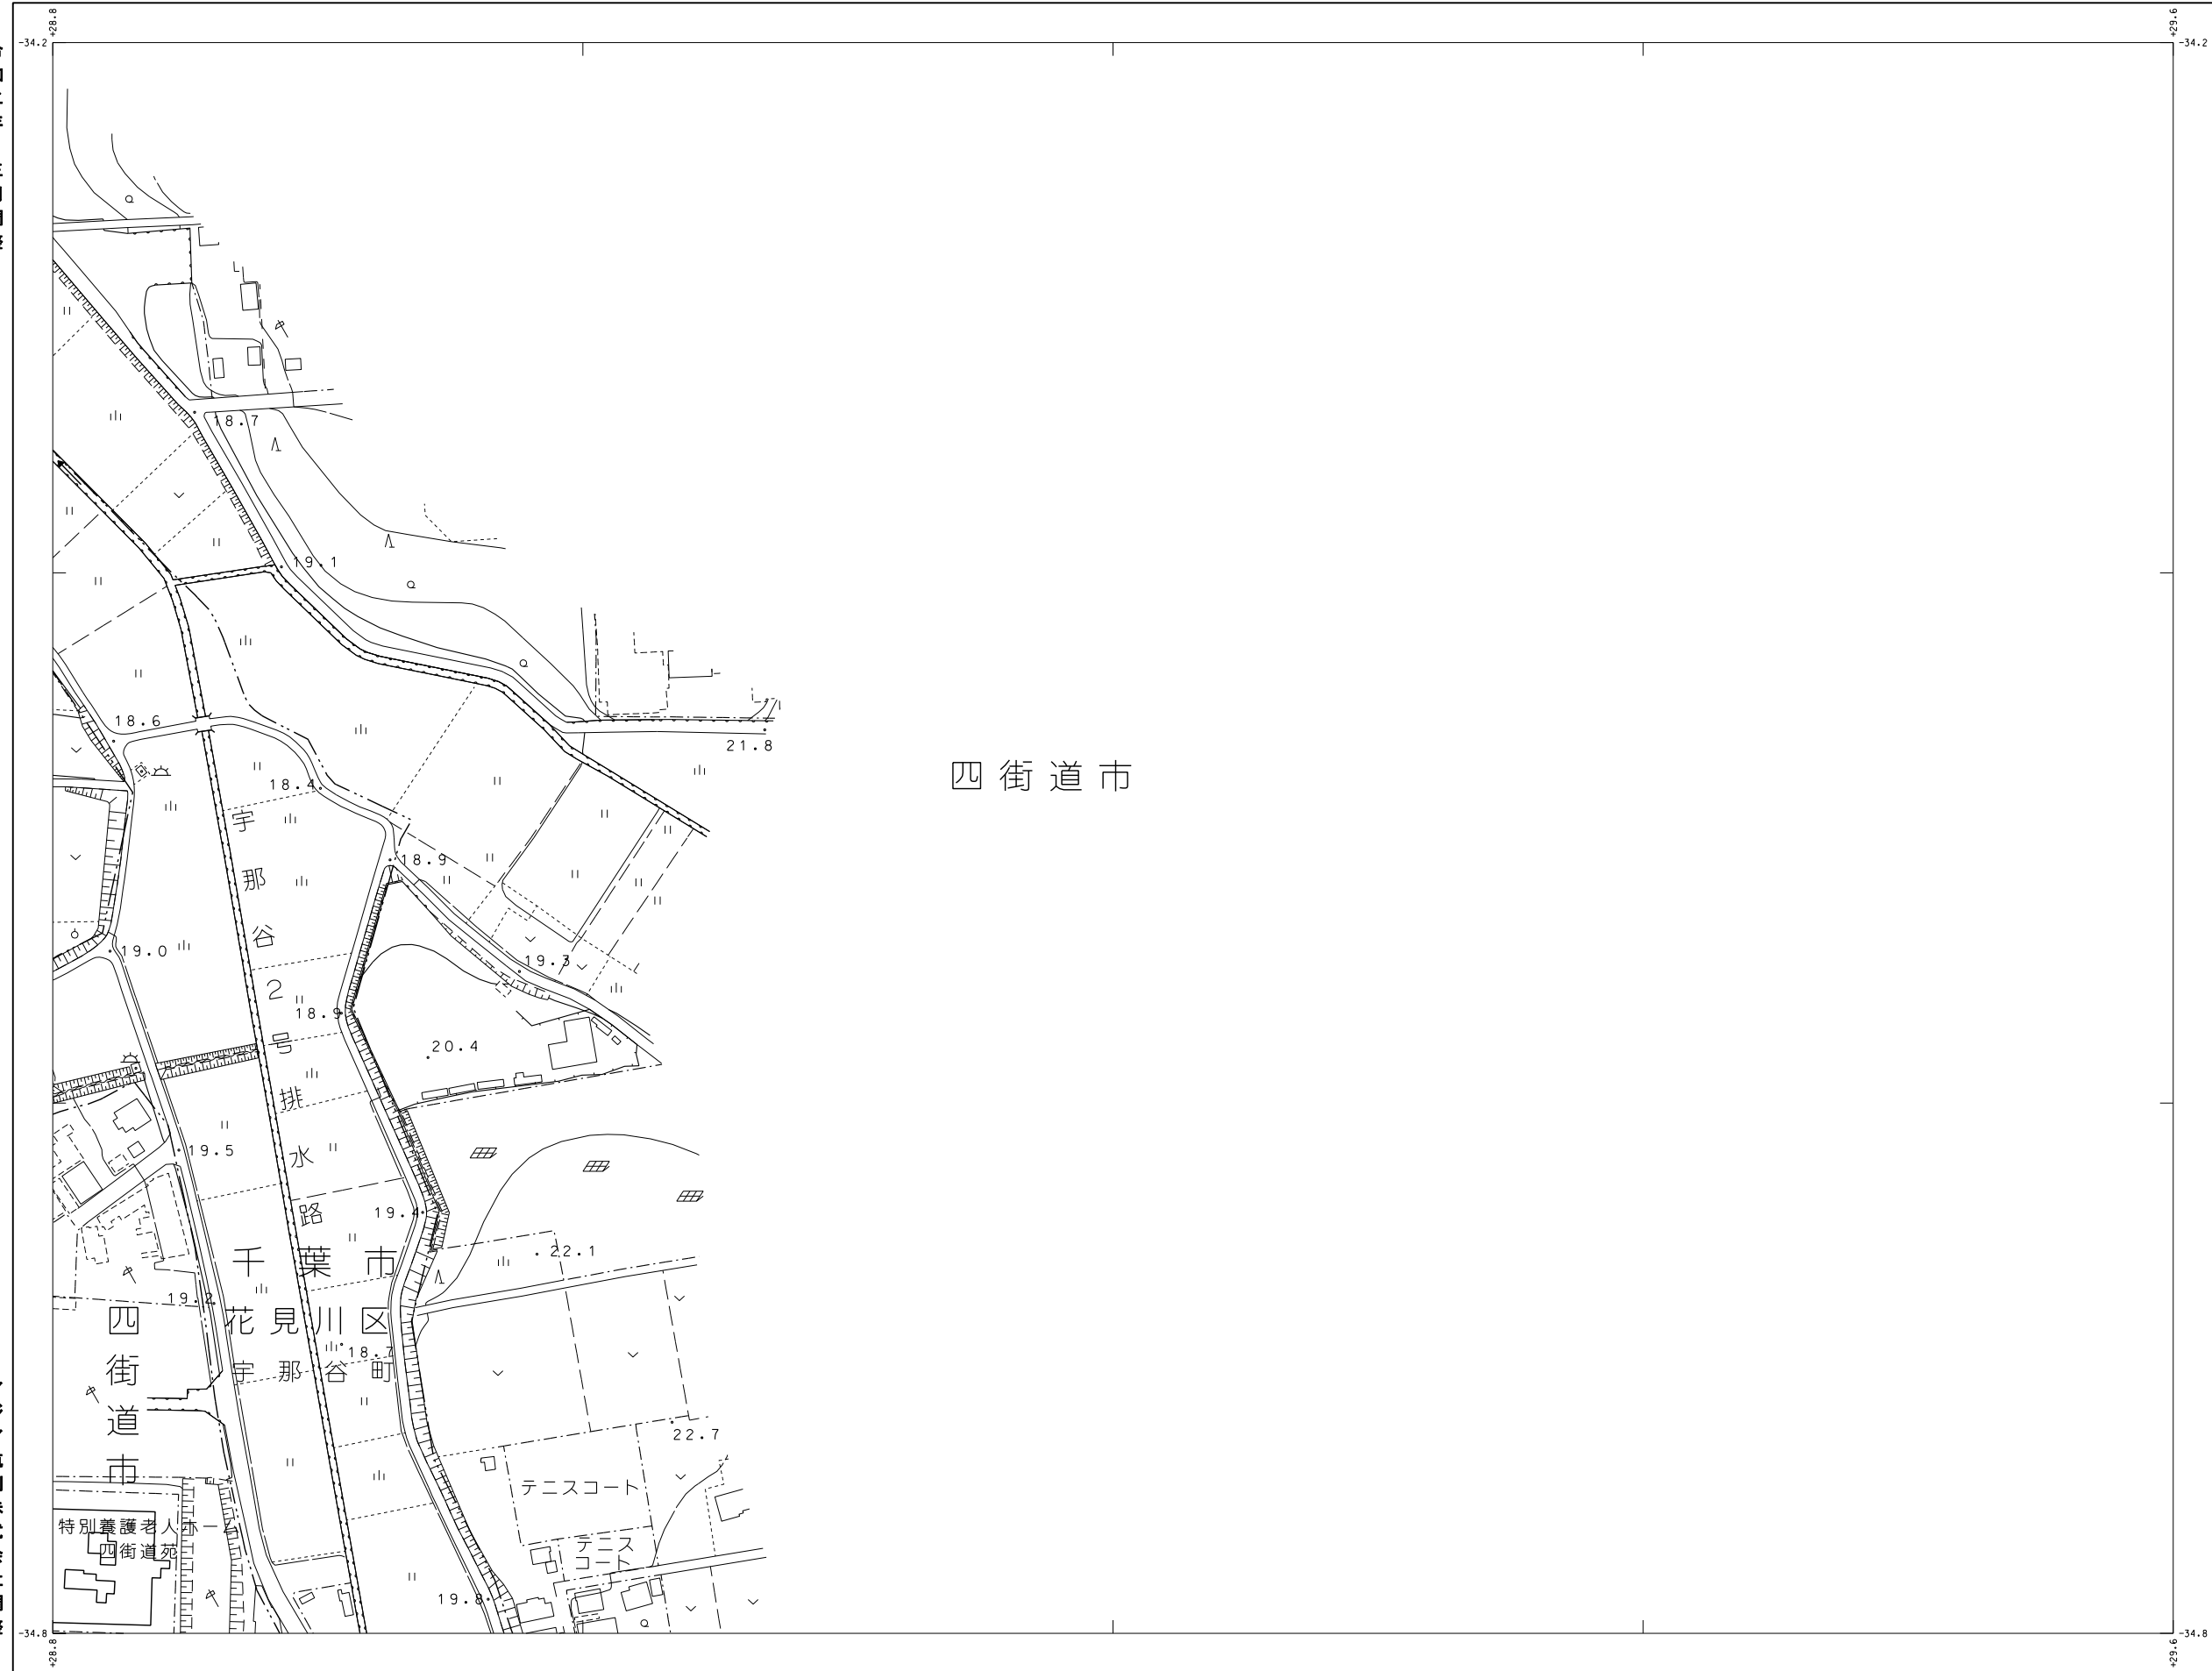 +28.8
+29.6
-34.2
-34.2
18.7
19.1
18.6
21.8
四街道市
18.4
18.9
19.0
19.3
18.9
20.4
宇那谷2号排水路
19.5
19.4
22.1
千葉市
19.2
花見川区
18.7
宇那谷町
四街道市
22.7
テニスコート
特別養護老人ホーム
四街道苑
テニス
コート
19.8
-34.8
-34.8
+28.8
+29.6